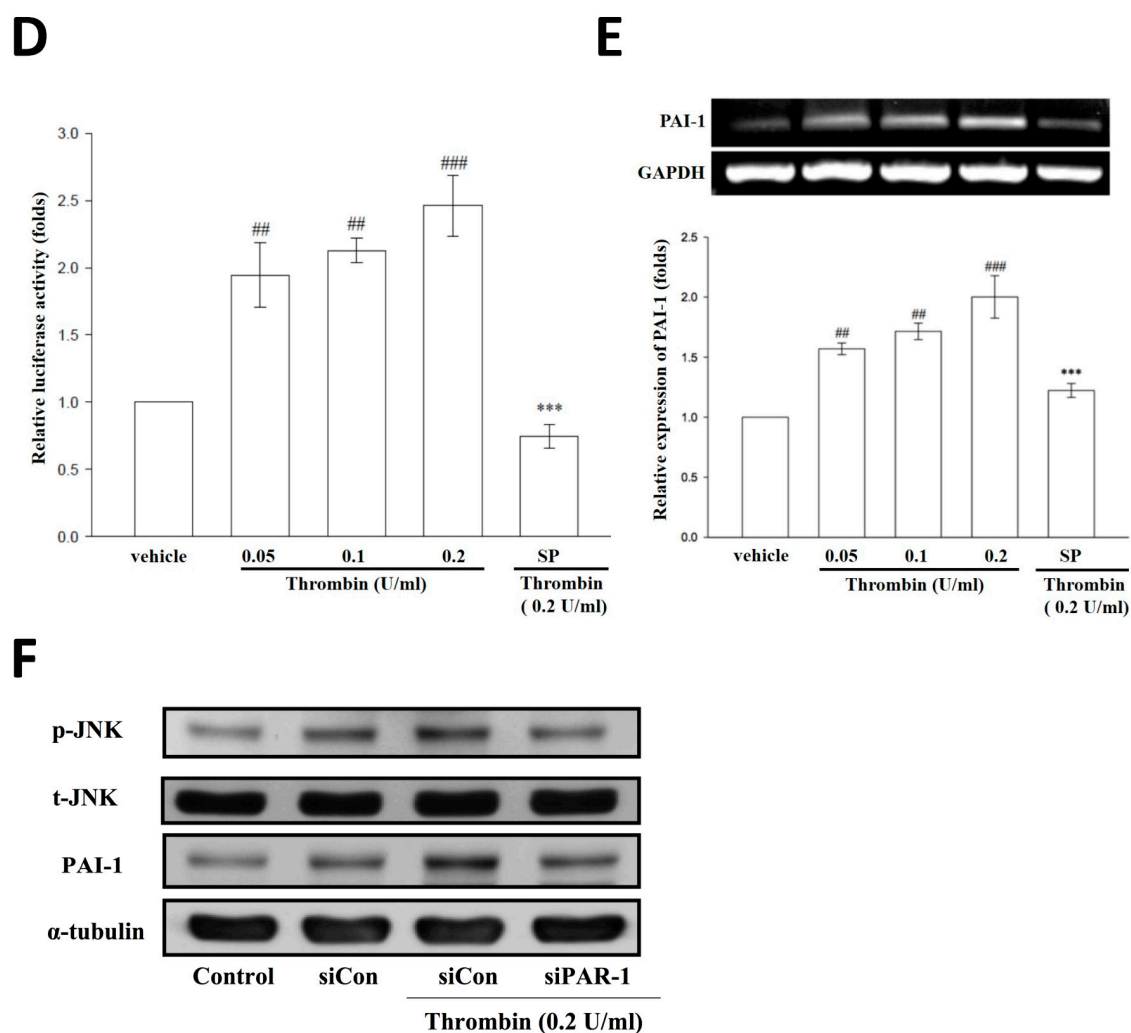 D
Relative luciferase activity (folds)
3.0
2.5
2.0
1.5
1.0
0.5
0.0
##
##
###
***
vehicle
0.05
0.1
0.2
SP
Thrombin (U/ml)
Thrombin
( 0.2 U/ml)
E
PAI-1
GAPDH
Relative expression of PAI-1 (folds)
2.5
2.0
1.5
1.0
0.5
0.0
##
##
###
***
vehicle
0.05
0.1
0.2
SP
Thrombin (U/ml)
Thrombin
( 0.2 U/ml)
F
p-JNK
t-JNK
PAI-1
α-tubulin
Control
siCon
siCon
siPAR-1
Thrombin (0.2 U/ml)